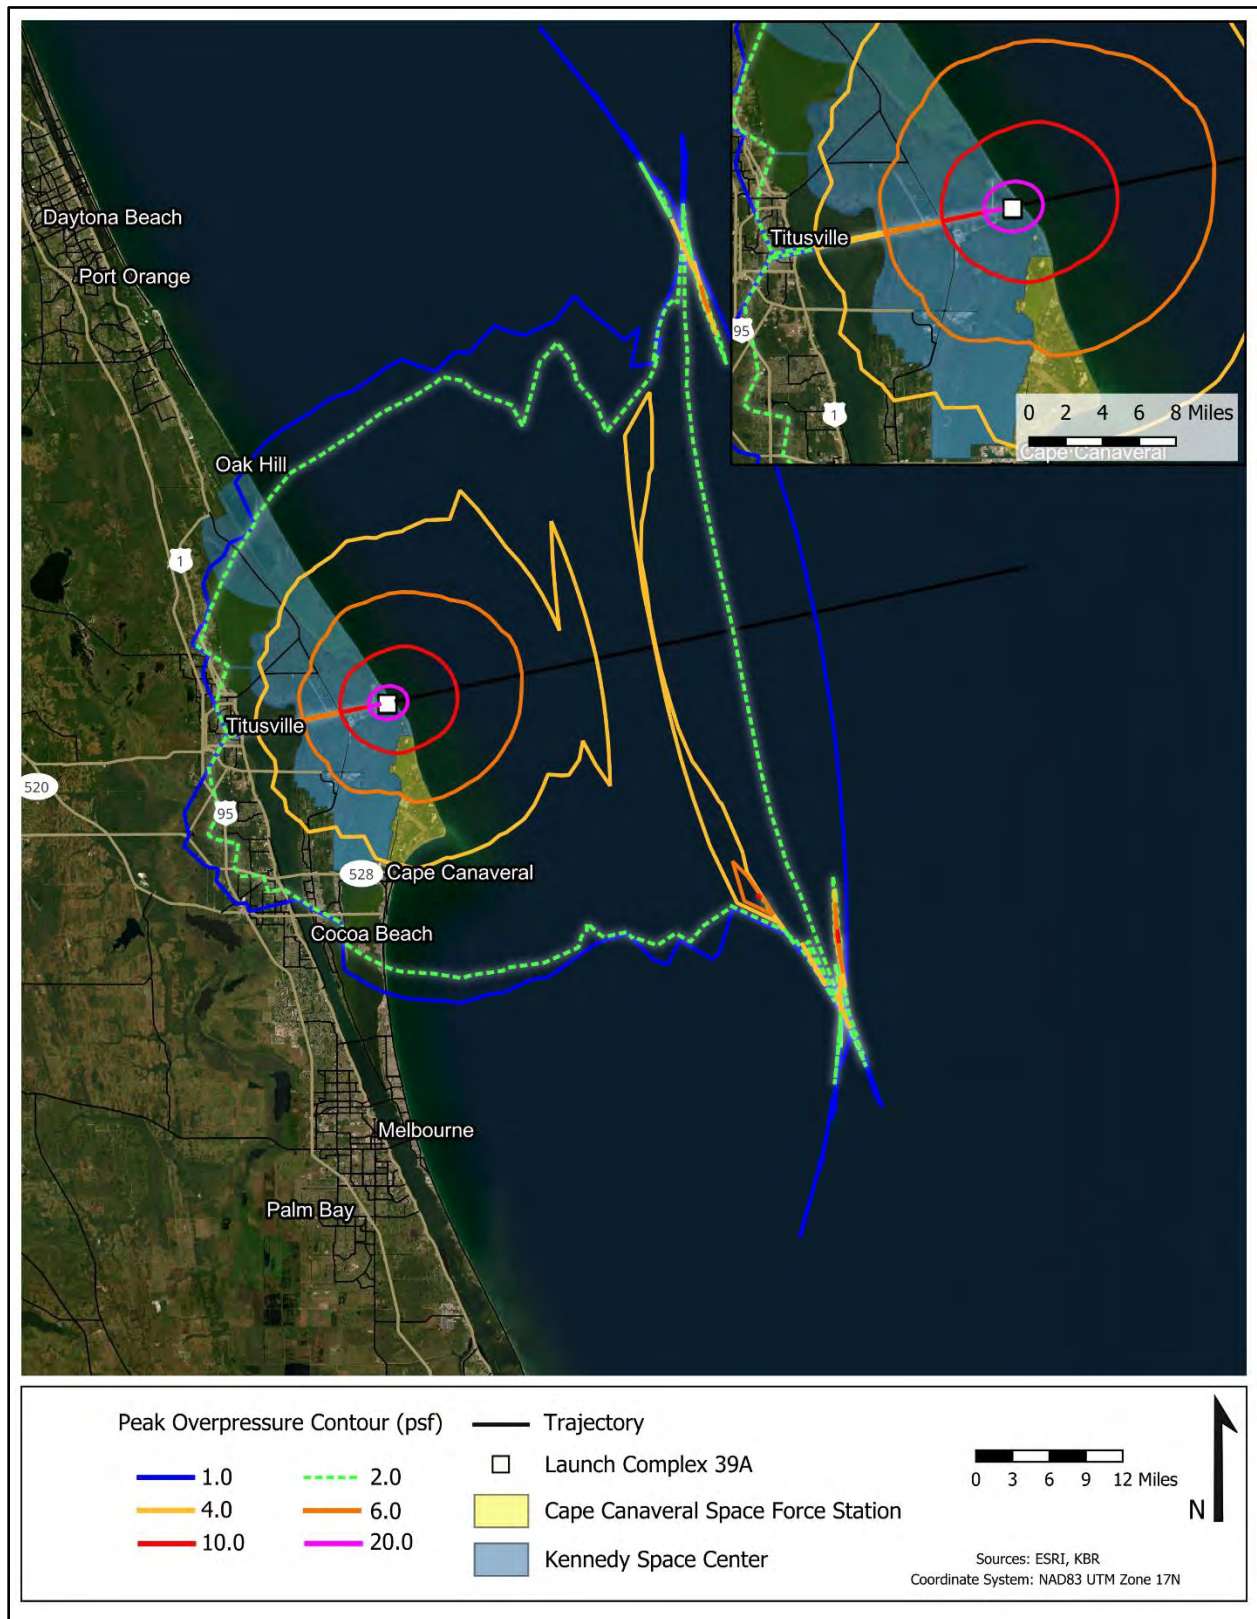 Daytona Beach
Port Orange
Oak Hill
1
Titusville
520
95
528
Cape Canaveral
Cocoa Beach
Melbourne
Palm Bay
Titusville
95
1
0 2 4 6 8 Miles
Cape Canaveral
Peak Overpressure Contour (psf)
1.0
2.0
4.0
6.0
10.0
20.0
Trajectory
Launch Complex 39A
Cape Canaveral Space Force Station
Kennedy Space Center
0 3 6 9 12 Miles
N
Sources: ESRI, KBR
Coordinate System: NAD83 UTM Zone 17N